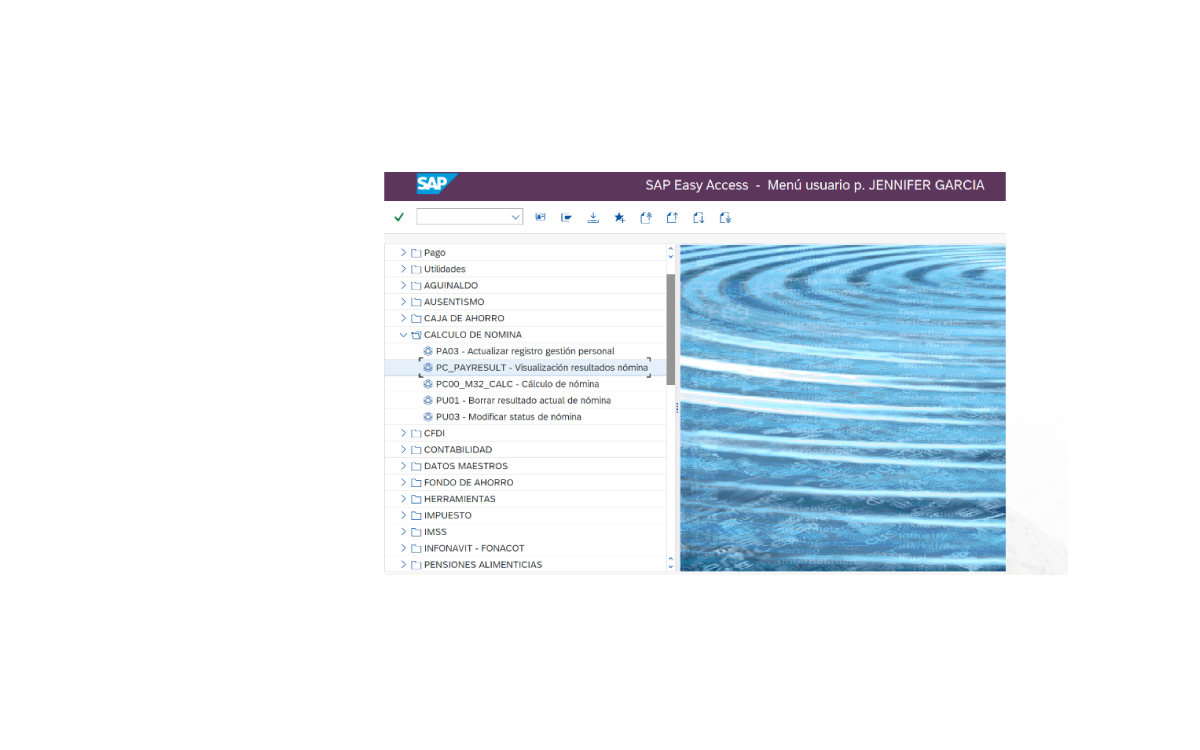 SAP
SAP Easy Access - Menú usuario p. JENNIFER GARCIA
Pago
Utilidades
AGUINALDO
AUSENTISMO
CAJA DE AHORRO
CALCULO DE NOMINA
PA03 - Actualizar registro gestión personal
PC_PAYRESULT - Visualización resultados nómina
PC00_M32_CALC - Cálculo de nómina
PU01 - Borrar resultado actual de nómina
PU03 - Modificar status de nómina
CFDI
CONTABILIDAD
DATOS MAESTROS
FONDO DE AHORRO
HERRAMIENTAS
IMPUESTO
IMSS
INFONAVIT - FONACOT
PENSIONES ALIMENTICIAS